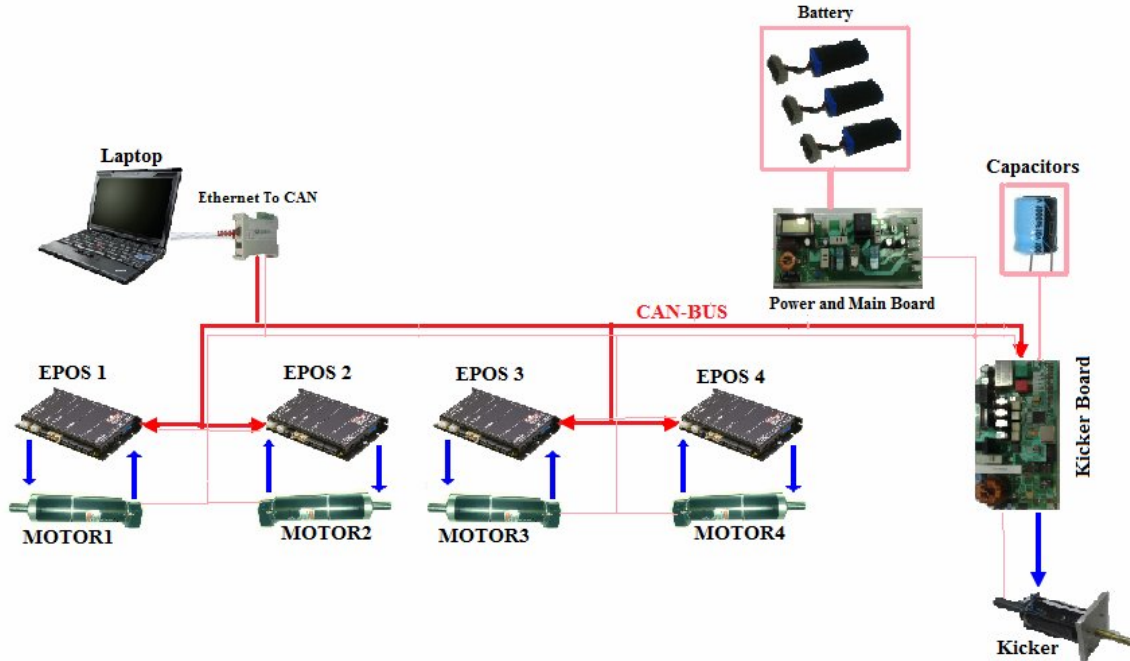 Battery
Laptop
Ethernet To CAN
Capacitors
Power and Main Board
CAN-BUS
EPOS 1
EPOS 2
EPOS 3
EPOS 4
Kicker Board
MOTOR1
MOTOR2
MOTOR3
MOTOR4
Kicker